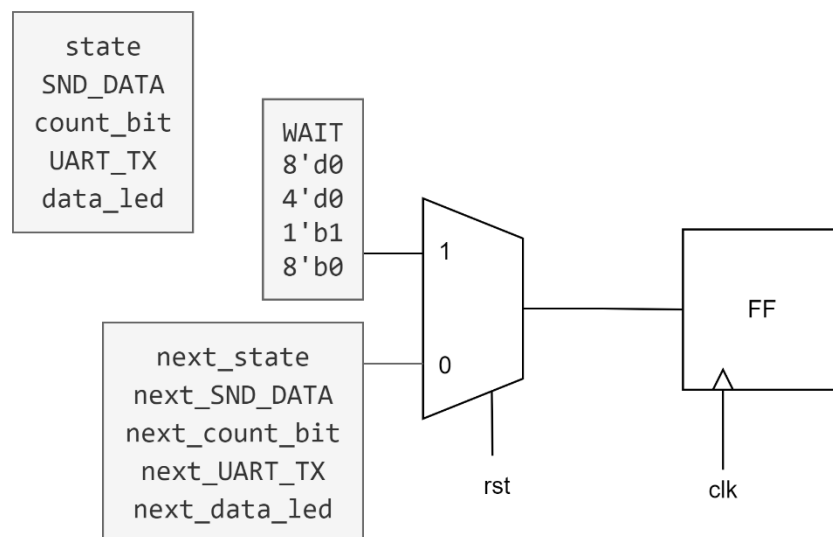 state
SND_DATA
count_bit
UART_TX
data_led
WAIT
8'd0
4'd0
1'b1
8'b0
1
0
next_state
next_SND_DATA
next_count_bit
next_UART_TX
next_data_led
rst
FF
clk